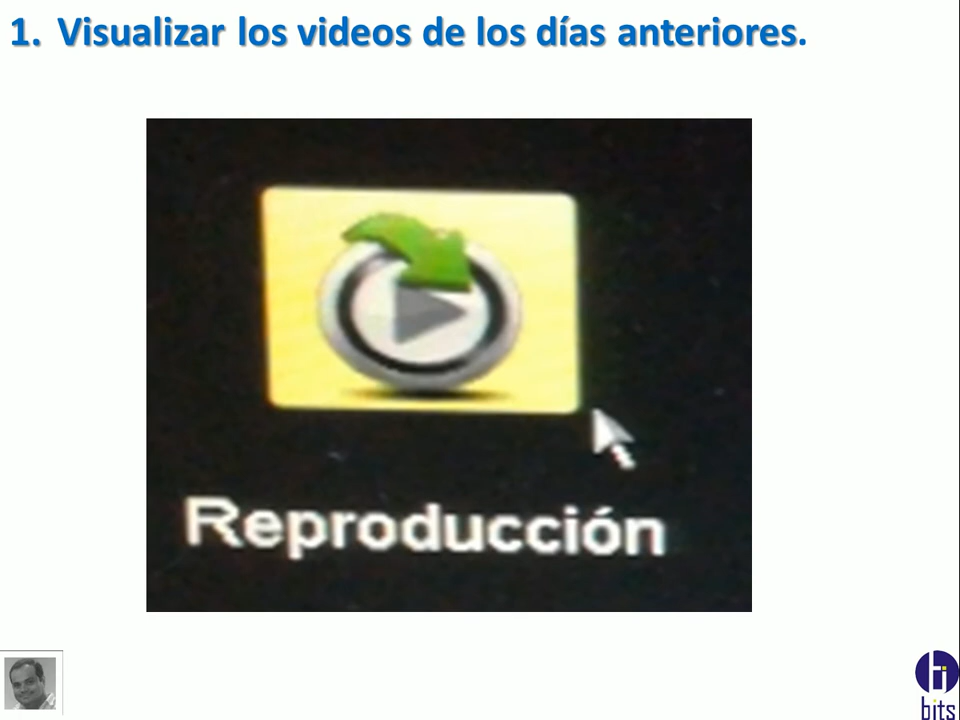 1. Visualizar los videos de los días anteriores.
Reproducción
bits